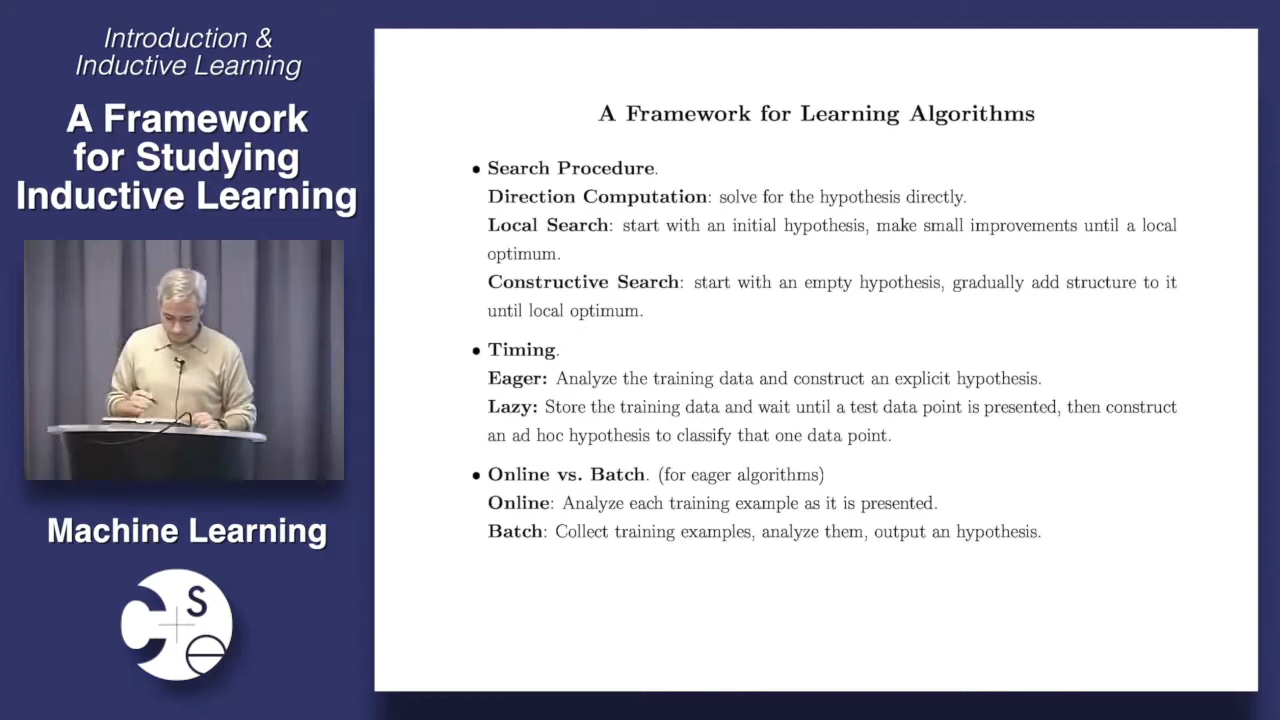 Introduction &
Inductive Learning
A Framework
for Studying
Inductive Learning
Machine Learning
C S e
A Framework for Learning Algorithms
• Search Procedure.
Direction Computation: solve for the hypothesis directly.
Local Search: start with an initial hypothesis, make small improvements until a local
optimum.
Constructive Search: start with an empty hypothesis, gradually add structure to it
until local optimum.
• Timing.
Eager: Analyze the training data and construct an explicit hypothesis.
Lazy: Store the training data and wait until a test data point is presented, then construct
an ad hoc hypothesis to classify that one data point.
• Online vs. Batch. (for eager algorithms)
Online: Analyze each training example as it is presented.
Batch: Collect training examples, analyze them, output an hypothesis.